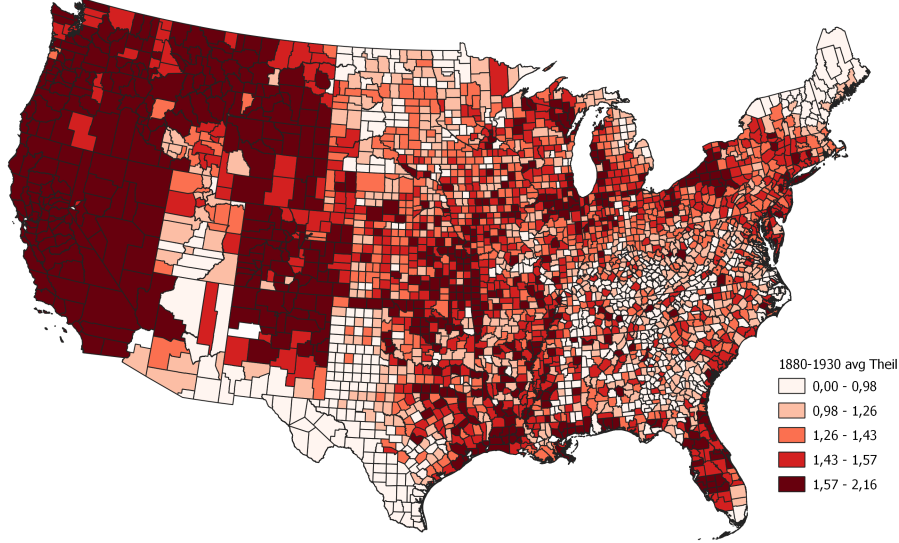 1880-1930 avg Theil
0,00 - 0,98
0,98 - 1,26
1,26 - 1,43
1,43 - 1,57
1,57 - 2,16